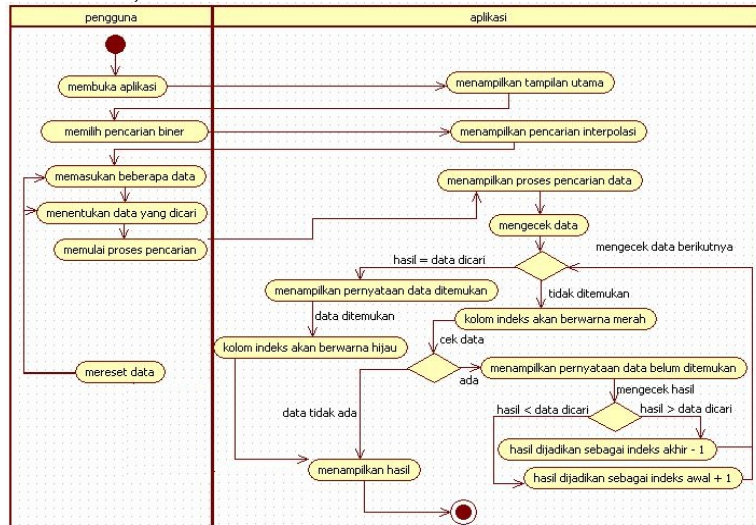 pengguna
aplikasi
membuka aplikasi
menampilkan tampilan utama
memilih pencarian biner
menampilkan pencarian interpolasi
memasukan beberapa data
menampilkan proses pencarian data
menentukan data yang dicari
mengecek data
memulai proses pencarian
mengecek data berikutnya
hasil = data dicari
menampilkan pernyataan data ditemukan
tidak ditemukan
data ditemukan
kolom indeks akan berwarna merah
kolom indeks akan berwarna hijau
cek data
mereset data
menampilkan pernyataan data belum ditemukan
ada
mengecek hasil
data tidak ada
hasil < data dicari
hasil > data dicari
hasil dijadikan sebagai indeks akhir - 1
menampilkan hasil
hasil dijadikan sebagai indeks awal + 1